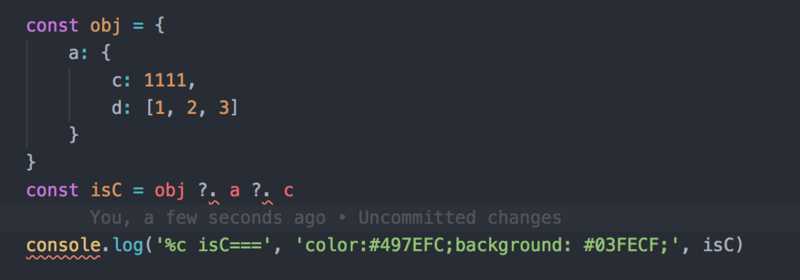 const obj = {
    a: {
        c: 1111,
        d: [1, 2, 3]
    }
}
const isC = obj ?. a ?. c
You, a few seconds ago • Uncommitted changes
console.log('%c isC===', 'color:#497EFC;background: #03FECF;', isC)